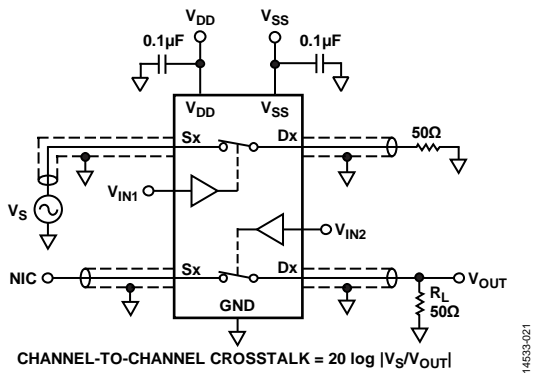 VDD VSS
0.1µF 0.1µF
VDD VSS
Sx Dx 50Ω
VIN1
VS
VIN2
NIC Sx Dx VOUT
RL
50Ω
GND
CHANNEL-TO-CHANNEL CROSSTALK = 20 log |VS/VOUT|
14533-021